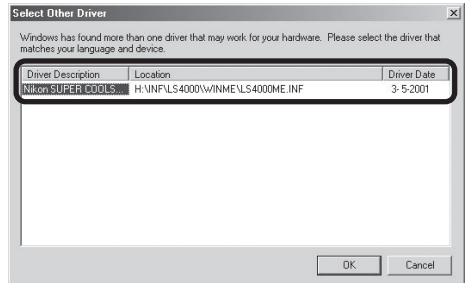 Select Other Driver
Windows has found more than one driver that may work for your hardware. Please select the driver that
matches your language and device.
Driver Description Location Driver Date
Nikon SUPER COOLS... H:\INF\LS4000\WINME\LS4000ME.INF 3- 5-2001
OK Cancel